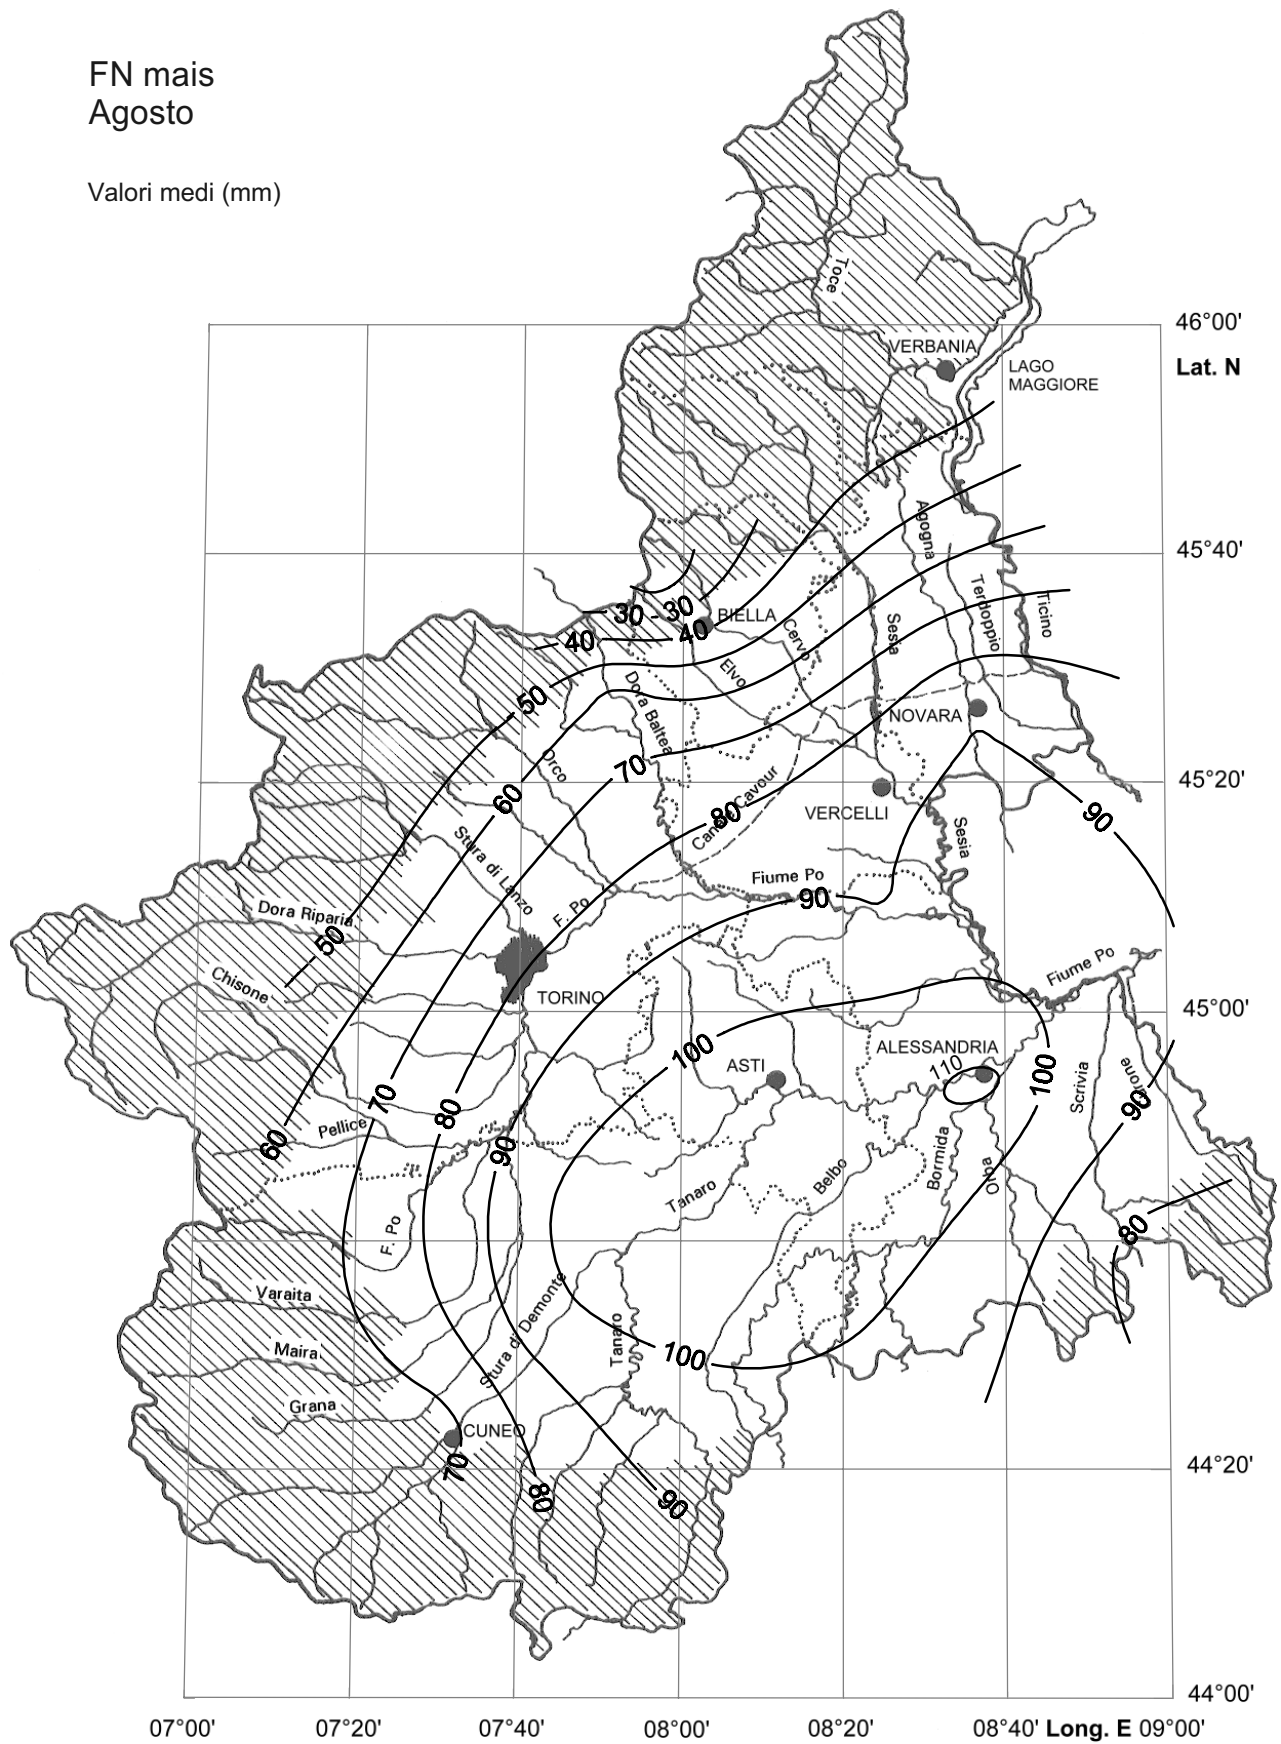 FN mais
Agosto
Valori medi (mm)
Toce
46°00'
VERBANIA
Lat. N
LAGO
MAGGIORE
Agogna
45°40'
Terdoppio
Ticino
30 - 30
BIELLA
40
40
Cervo
Sesia
Elvo
50
Dora Baltea
NOVARA
Orco
70
45°20'
60
80
Canale Cavour
VERCELLI
90
Stura di Lanzo
Sesia
Fiume Po
90
Dora Riparia
F. Po
50
Chisone
Fiume Po
TORINO
45°00'
100
ASTI
ALESSANDRIA
110
100
Scrivia
70
80
90
Pellice
60
90
Bormida
Orba
Belbo
Tanaro
F. Po
80
Varaita
Stura di Demonte
Tanaro
Maira
100
Grana
CUNEO
70
44°20'
80
90
44°00'
07°00'
07°20'
07°40'
08°00'
08°20'
08°40'
Long. E
09°00'